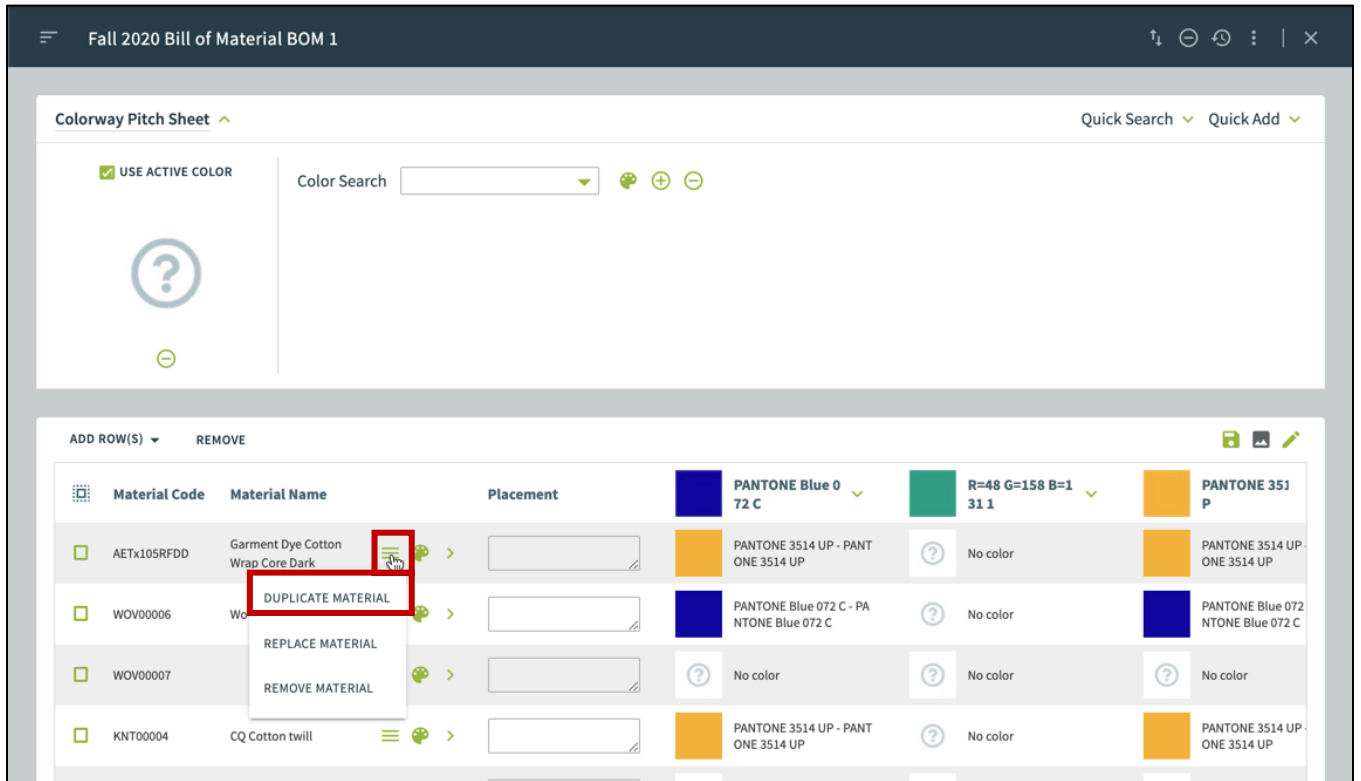 Fall 2020 Bill of Material BOM 1
Colorway Pitch Sheet
Quick Search
Quick Add
USE ACTIVE COLOR
Color Search
ADD ROW(S)
REMOVE
Material Code
Material Name
Placement
PANTONE Blue 0
72 C
R=48 G=158 B=1
31 1
PANTONE 351
P
AETx105RFDD
Garment Dye Cotton
Wrap Core Dark
PANTONE 3514 UP - PANT
ONE 3514 UP
No color
PANTONE 3514 UP -
ONE 3514 UP
DUPLICATE MATERIAL
REPLACE MATERIAL
REMOVE MATERIAL
WOV00006
Wo
PANTONE Blue 072 C - PA
NTONE Blue 072 C
No color
PANTONE Blue 072
NTONE Blue 072 C
WOV00007
No color
No color
No color
KNT00004
CQ Cotton twill
PANTONE 3514 UP - PANT
ONE 3514 UP
No color
PANTONE 3514 UP -
ONE 3514 UP